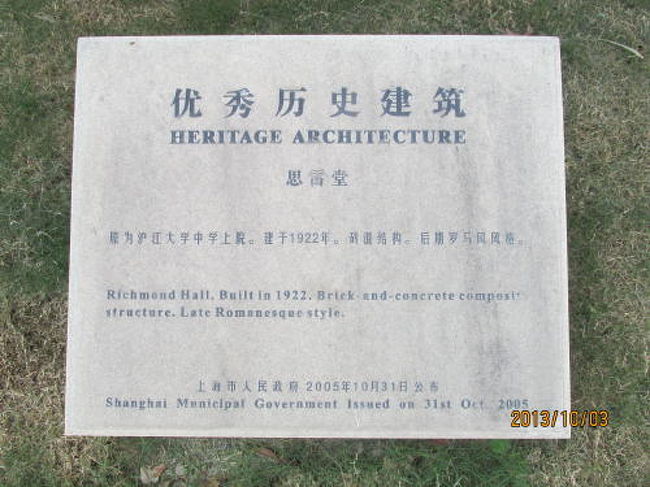 优秀历史建筑
HERITAGE ARCHITECTURE
思雷堂
原为沪江大学中学上院。建于1922年。砖混结构。后期罗马风风格。
Richmond Hall. Built in 1922. Brick-and-concrete composit
structure. Late Romanesque style.
上海市人民政府 2005年10月31日公布
Shanghai Municipal Government Issued on 31st Oct. 2005
2013/10/03